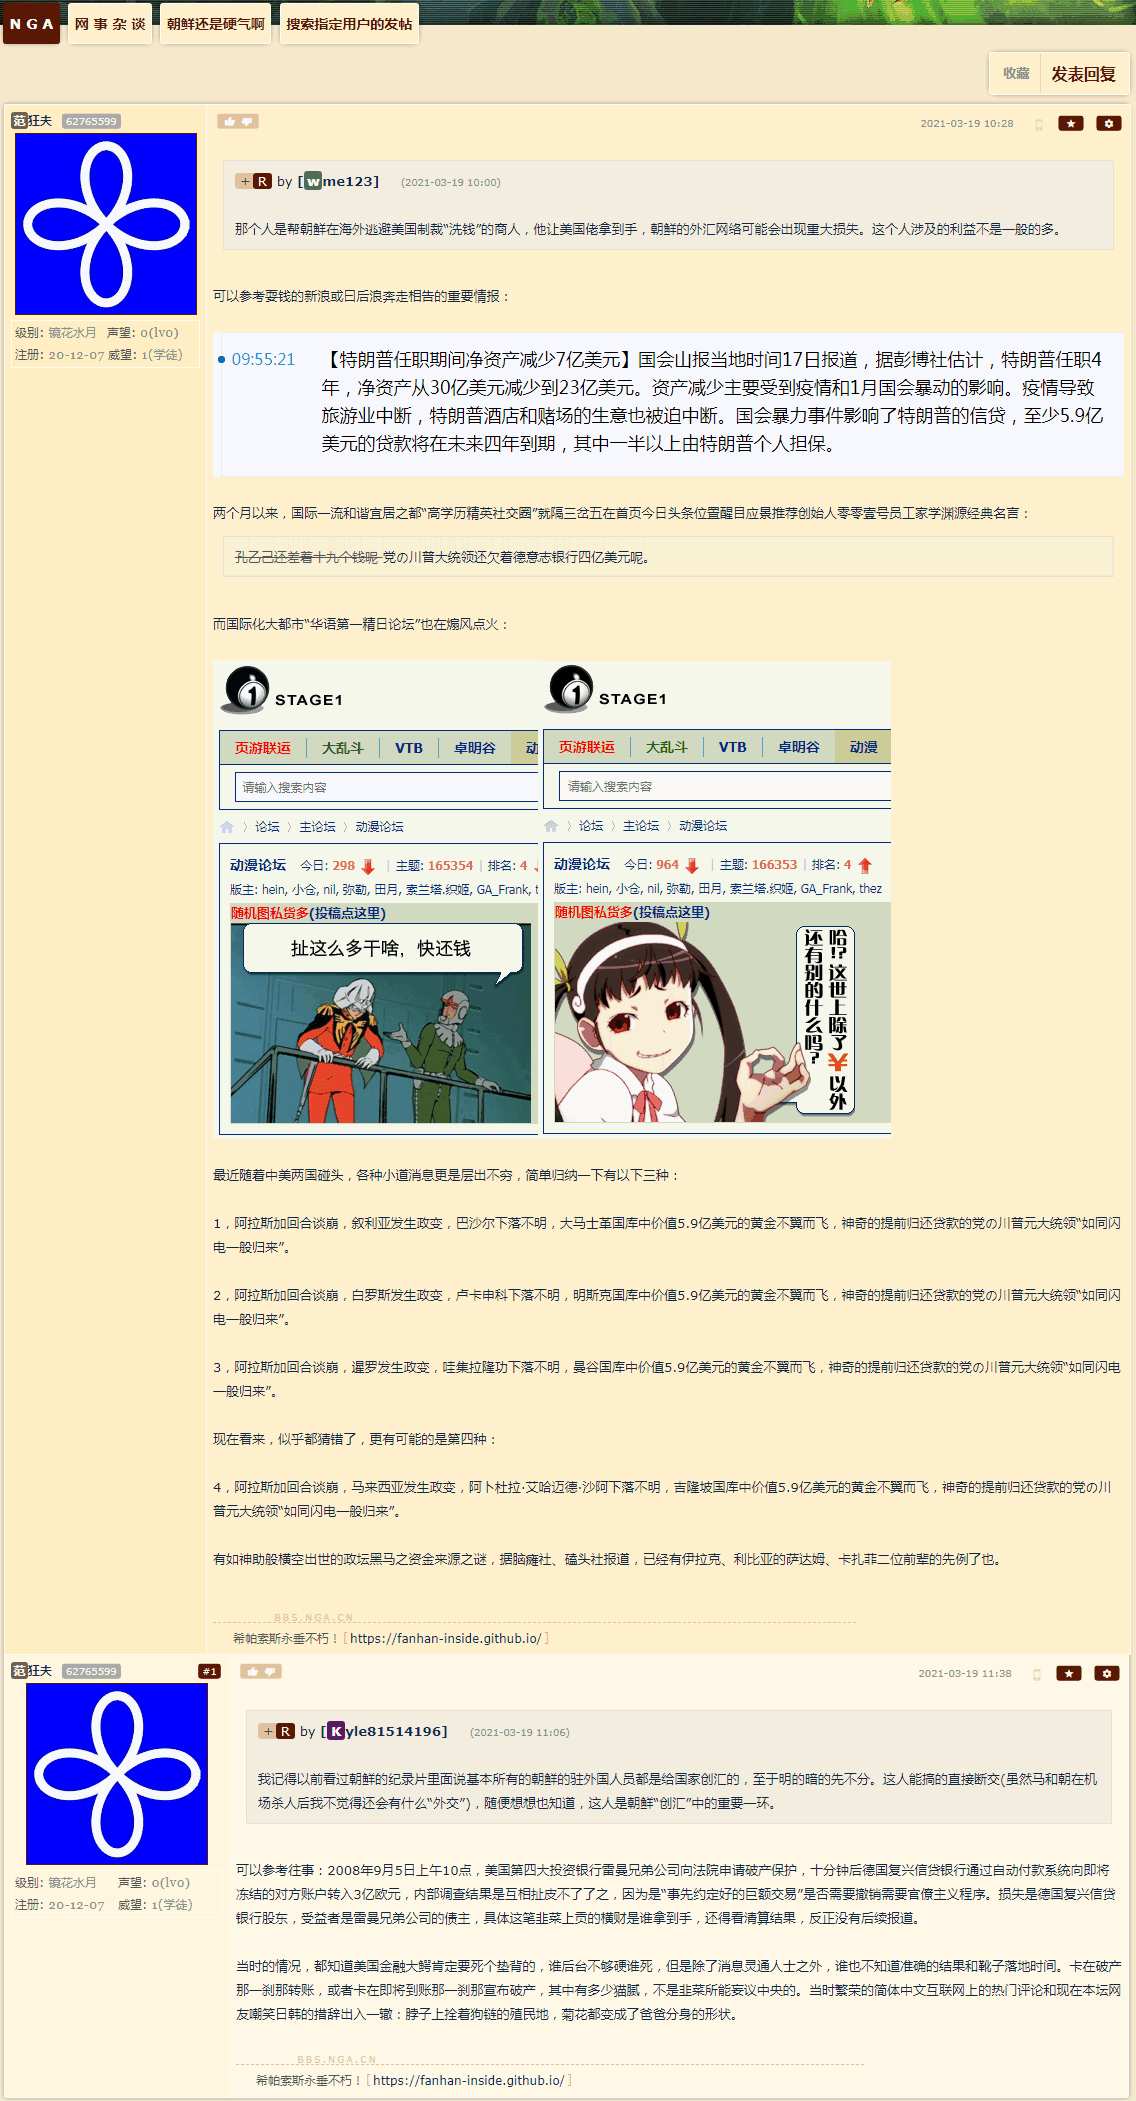 NGA 网事杂谈 朝鲜还是硬气啊 搜索指定用户的发帖
收藏 发表回复
范狂夫 62765599
2021-03-19 10:28
+ R by [wme123] (2021-03-19 10:00)
那个人是帮朝鲜在海外逃避美国制裁“洗钱”的商人，他让美国佬拿到手，朝鲜的外汇网络可能会出现重大损失。这个人涉及的利益不是一般的多。
级别: 镜花水月 声望: 0(lv0)
注册: 20-12-07 威望: 1(学徒)
可以参考耍钱的新浪或曰后浪奔走相告的重要情报：
09:55:21 【特朗普任职期间净资产减少7亿美元】国会山报当地时间17日报道，据彭博社估计，特朗普任职4
年，净资产从30亿美元减少到23亿美元。资产减少主要受到疫情和1月国会暴动的影响。疫情导致
旅游业中断，特朗普酒店和赌场的生意也被迫中断。国会暴力事件影响了特朗普的信贷，至少5.9亿
美元的贷款将在未来四年到期，其中一半以上由特朗普个人担保。
两个月以来，国际一流和谐宜居之都“高学历精英社交圈”就隔三岔五在首页今日头条位置醒目应景推荐创始人零零壹号员工家学渊源经典名言：
孔乙己还差着十九个钱呢 党の川普大统领还欠着德意志银行四亿美元呢。
而国际化大都市“华语第一精日论坛”也在煽风点火：
STAGE1
页游联运 大乱斗 VTB 卓明谷 动
请输入搜索内容
论坛 〉 主论坛 〉 动漫论坛
动漫论坛 今日: 298 主题: 165354 排名: 4
版主: hein, 小仓, nil, 弥勒, 田月, 索兰塔.织姬, GA_Frank, t
随机图私货多(投稿点这里)
扯这么多干啥，快还钱
STAGE1
页游联运 大乱斗 VTB 卓明谷 动漫
请输入搜索内容
论坛 〉 主论坛 〉 动漫论坛
动漫论坛 今日: 964 主题: 166353 排名: 4
版主: hein, 小仓, nil, 弥勒, 田月, 索兰塔.织姬, GA_Frank, thez
随机图私货多(投稿点这里)
哈!? 这世上除了¥以外
还有别的什么吗?
最近随着中美两国碰头，各种小道消息更是层出不穷，简单归纳一下有以下三种：
1，阿拉斯加回合谈崩，叙利亚发生政变，巴沙尔下落不明，大马士革国库中价值5.9亿美元的黄金不翼而飞，神奇的提前归还贷款的党の川普元大统领“如同闪
电一般归来”。
2，阿拉斯加回合谈崩，白罗斯发生政变，卢卡申科下落不明，明斯克国库中价值5.9亿美元的黄金不翼而飞，神奇的提前归还贷款的党の川普元大统领“如同闪
电一般归来”。
3，阿拉斯加回合谈崩，暹罗发生政变，哇集拉隆功下落不明，曼谷国库中价值5.9亿美元的黄金不翼而飞，神奇的提前归还贷款的党の川普元大统领“如同闪电
一般归来”。
现在看来，似乎都猜错了，更有可能的是第四种：
4，阿拉斯加回合谈崩，马来西亚发生政变，阿卜杜拉·艾哈迈德·沙阿下落不明，吉隆坡国库中价值5.9亿美元的黄金不翼而飞，神奇的提前归还贷款的党の川
普元大统领“如同闪电一般归来”。
有如神助般横空出世的政坛黑马之资金来源之谜，据脑瘫社、磕头社报道，已经有伊拉克、利比亚的萨达姆、卡扎菲二位前辈的先例了也。
BBS.NGA.CN
希帕索斯永垂不朽！ [ https://fanhan-inside.github.io/ ]
范狂夫 62765599 #1
2021-03-19 11:38
+ R by [Kyle81514196] (2021-03-19 11:06)
我记得以前看过朝鲜的纪录片里面说基本所有的朝鲜的驻外国人员都是给国家创汇的，至于明的暗的先不分。这人能搞的直接断交(虽然马和朝在机
场杀人后我不觉得还会有什么“外交”)，随便想想也知道，这人是朝鲜“创汇”中的重要一环。
级别: 镜花水月 声望: 0(lv0)
注册: 20-12-07 威望: 1(学徒)
可以参考往事：2008年9月5日上午10点，美国第四大投资银行雷曼兄弟公司向法院申请破产保护，十分钟后德国复兴信贷银行通过自动付款系统向即将
冻结的对方账户转入3亿欧元，内部调查结果是互相扯皮不了了之，因为是“事先约定好的巨额交易”是否需要撤销需要官僚主义程序。损失是德国复兴信贷
银行股东，受益者是雷曼兄弟公司的债主，具体这笔韭菜上贡的横财是谁拿到手，还得看清算结果，反正没有后续报道。
当时的情况，都知道美国金融大鳄肯定要死个垫背的，谁后台不够硬谁死，但是除了消息灵通人士之外，谁也不知道准确的结果和靴子落地时间。卡在破产
那一刹那转账，或者卡在即将到账那一刹那宣布破产，其中有多少猫腻，不是韭菜所能妄议中央的。当时繁荣的简体中文互联网上的热门评论和现在本坛网
友嘲笑日韩的措辞出入一辙：脖子上拴着狗链的殖民地，菊花都变成了爸爸分身的形状。
BBS.NGA.CN
希帕索斯永垂不朽！ [ https://fanhan-inside.github.io/ ]